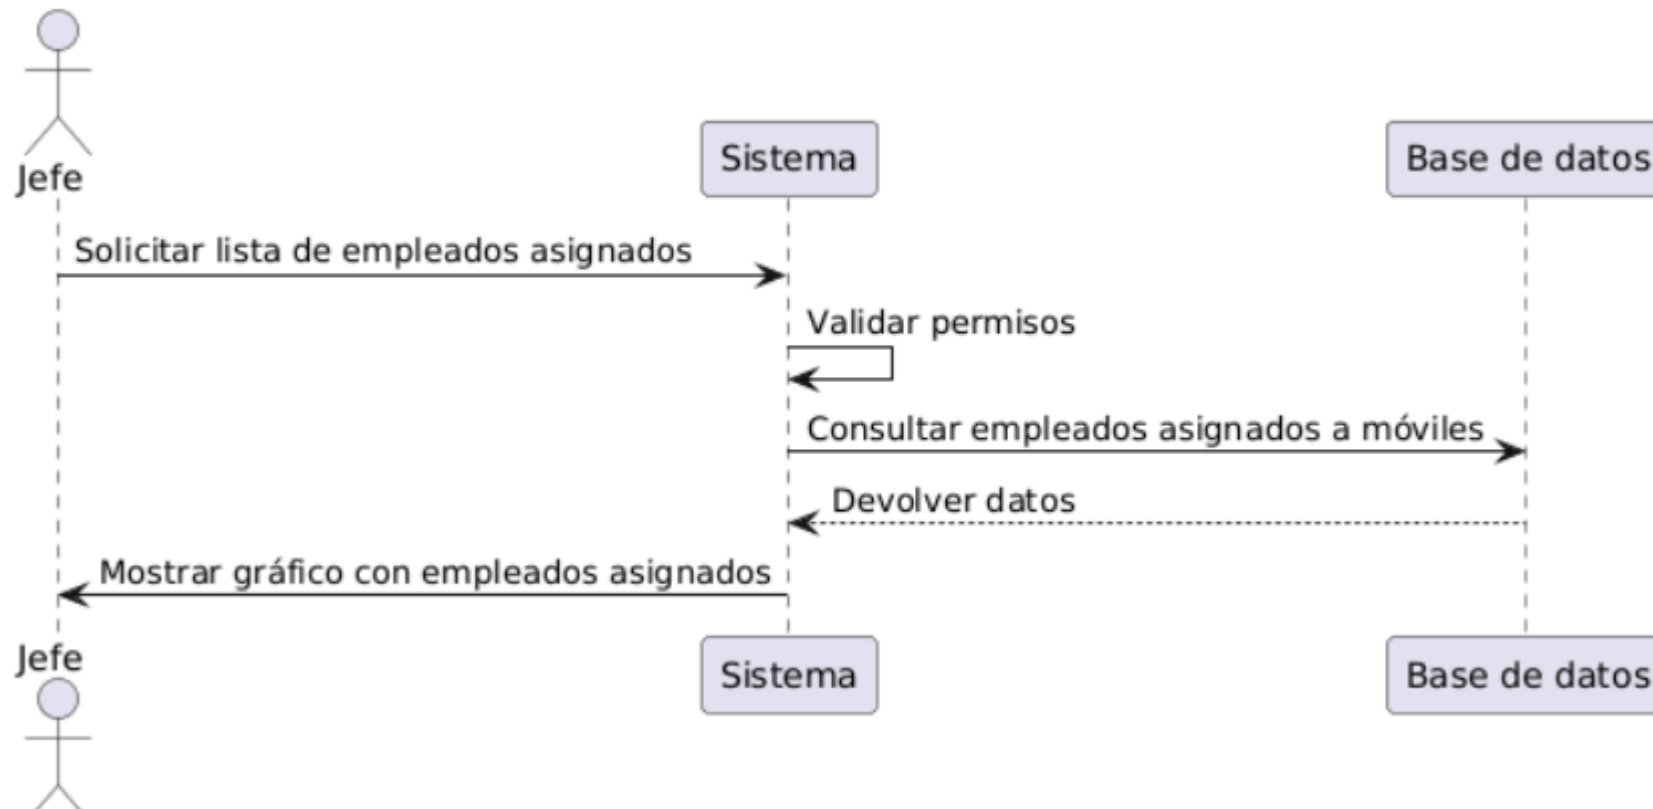 Jefe
Sistema
Base de datos
Solicitar lista de empleados asignados
Validar permisos
Consultar empleados asignados a móviles
Devolver datos
Mostrar gráfico con empleados asignados
Jefe
Sistema
Base de datos